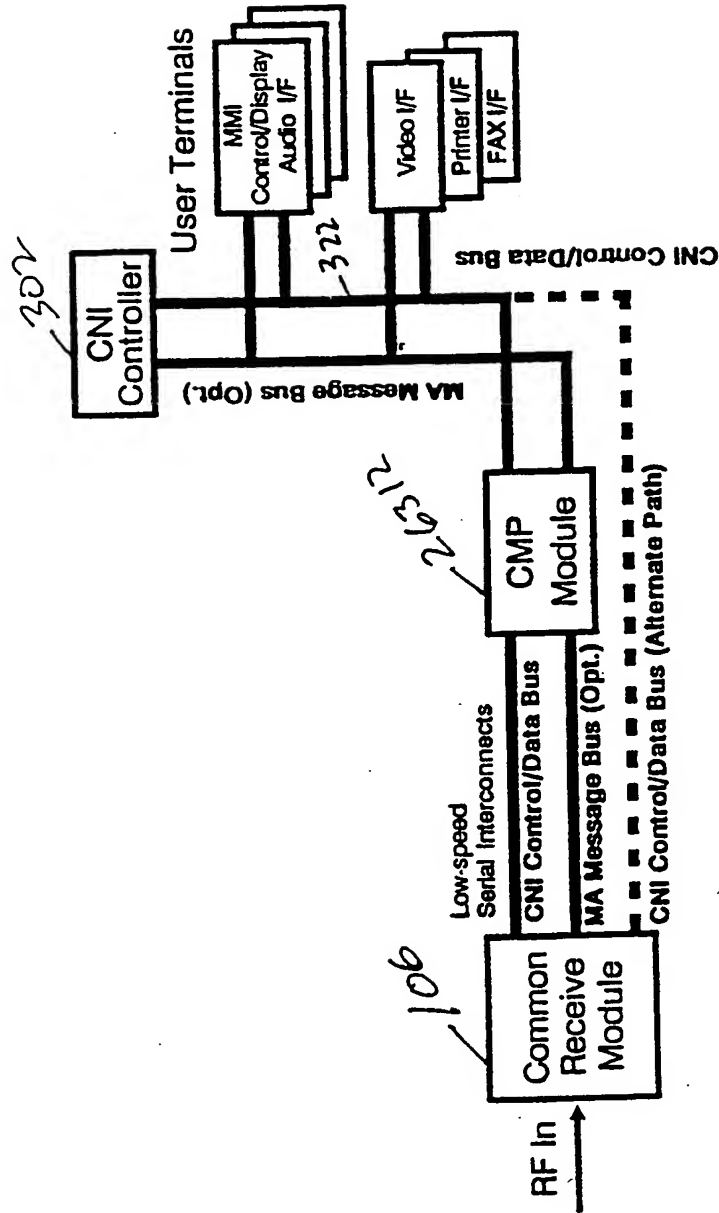 RF In
106
Common
Receive
Module
Low-speed
Serial Interconnects
CNI Control/Data Bus
MA Message Bus (Opt.)
CNI Control/Data Bus (Alternate Path)
26312
CMP
Module
302
CNI
Controller
MA Message Bus (Opt.)
322
CNI Control/Data Bus
User Terminals
MMI
Control/Display
Audio I/F
Video I/F
Printer I/F
FAX I/F